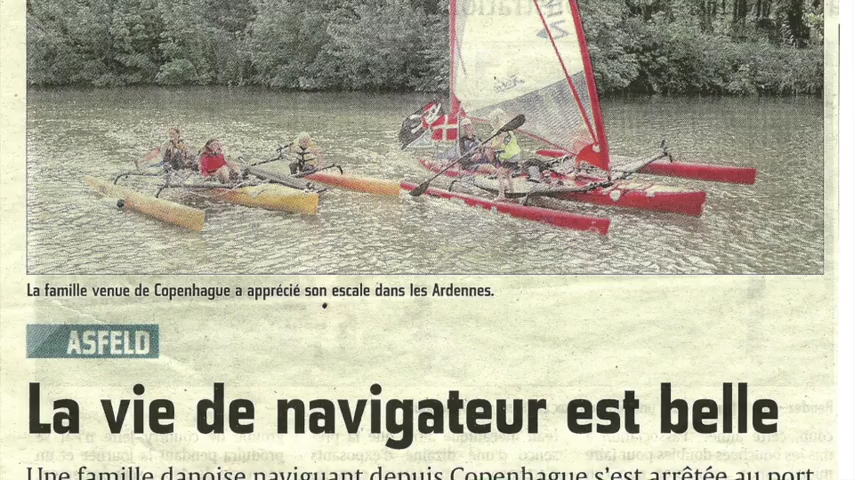 La famille venue de Copenhague a apprécié son escale dans les Ardennes.
ASFELD
La vie de navigateur est belle
Une famille danoise naviguant depuis Copenhague s'est arrêtée au port